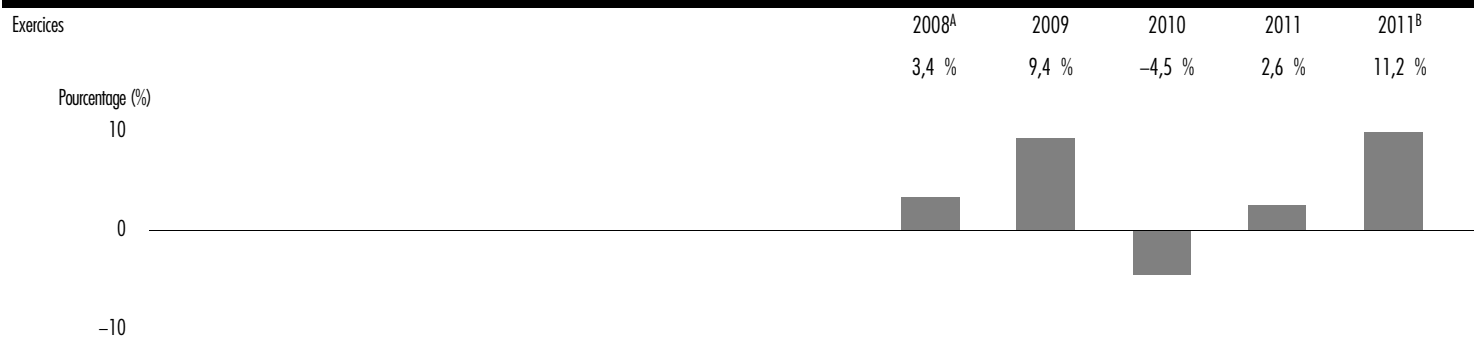 Exercices 2008A 2009 2010 2011 2011B
3,4 % 9,4 % –4,5 % 2,6 % 11,2 %
Pourcentage (%)
10
0
–10